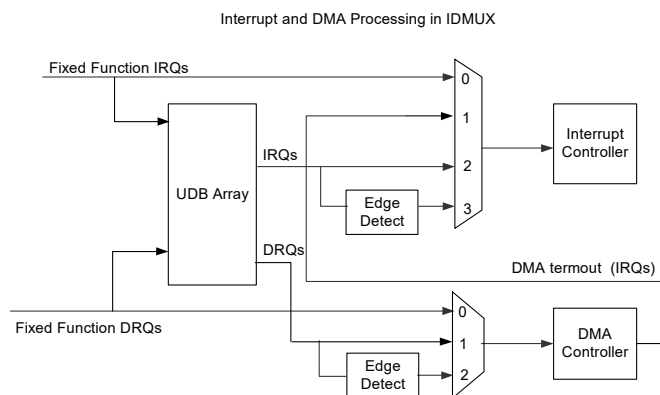 Interrupt and DMA Processing in IDMUX
Fixed Function IRQs
0
1
Interrupt
Controller
IRQs
2
UDB Array
Edge
Detect
3
DRQs
DMA termout (IRQs)
0
Fixed Function DRQs
1
DMA
Controller
Edge
Detect
2